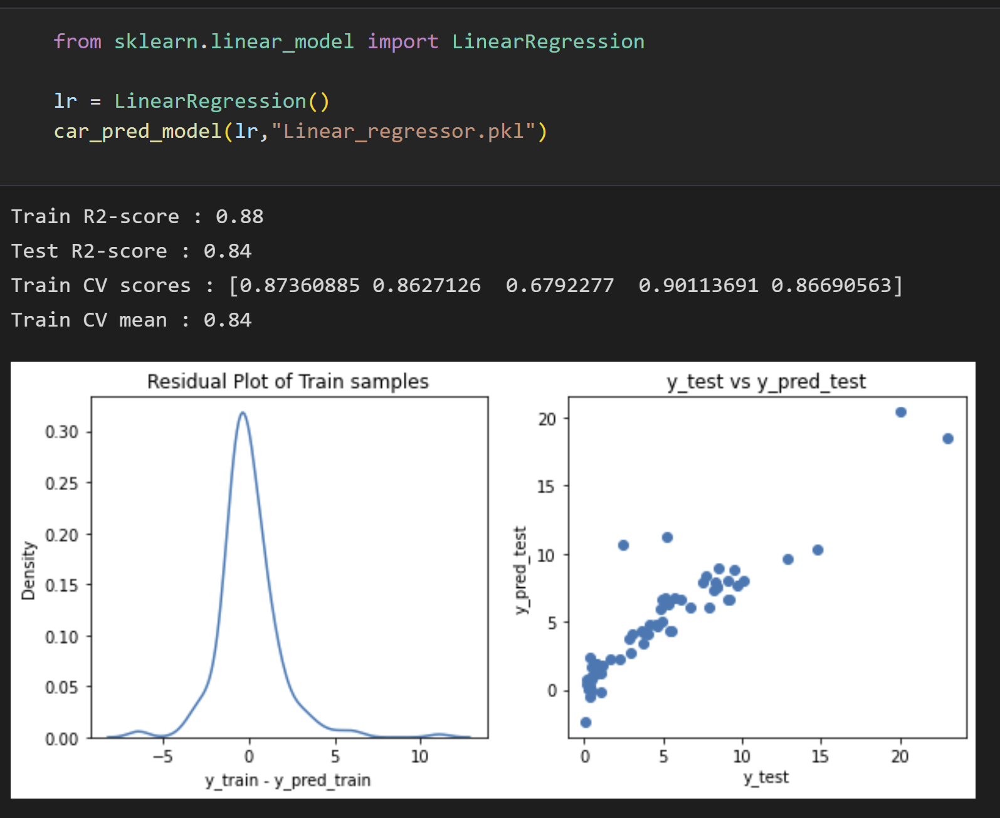 from sklearn.linear_model import LinearRegression
lr = LinearRegression()
car_pred_model(lr,"Linear_regressor.pkl")
Train R2-score : 0.88
Test R2-score : 0.84
Train CV scores : [0.87360885 0.8627126  0.6792277  0.90113691 0.86690563]
Train CV mean : 0.84
Residual Plot of Train samples
0.30
0.25
0.20
0.15
0.10
0.05
0.00
Density
−5 0 5 10
y_train - y_pred_train
y_test vs y_pred_test
20
15
10
5
0
y_pred_test
0 5 10 15 20
y_test